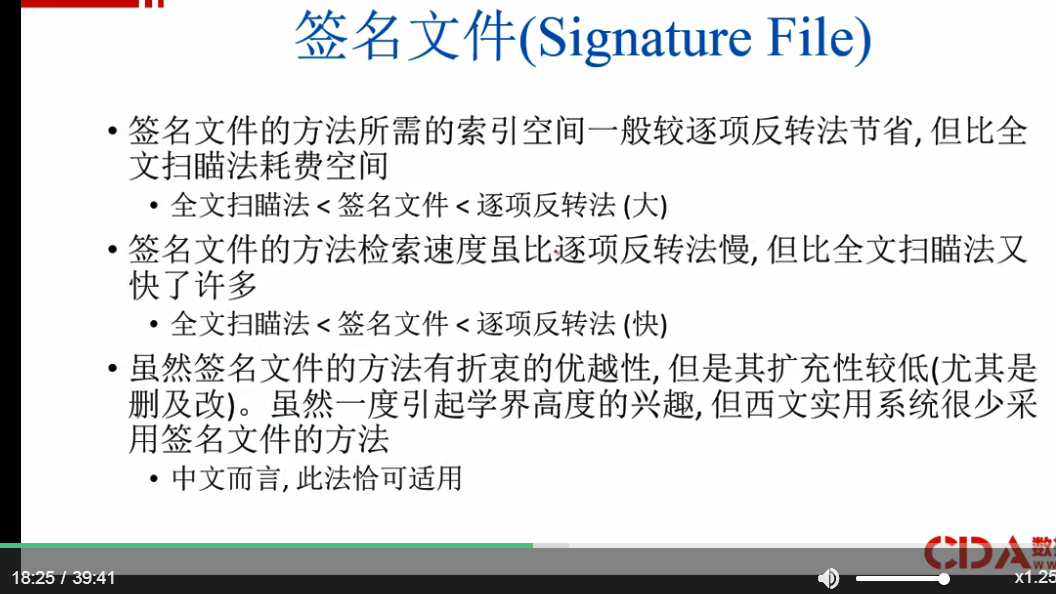 签名文件(Signature File)
• 签名文件的方法所需的索引空间一般较逐项反转法节省, 但比全
文扫瞄法耗费空间
• 全文扫瞄法 < 签名文件 < 逐项反转法 (大)
• 签名文件的方法检索速度虽比逐项反转法慢, 但比全文扫瞄法又
快了许多
• 全文扫瞄法 < 签名文件 < 逐项反转法 (快)
• 虽然签名文件的方法有折衷的优越性, 但是其扩充性较低(尤其是
删及改)。虽然一度引起学界高度的兴趣, 但西文实用系统很少采
用签名文件的方法
• 中文而言, 此法恰可适用
CDA 数
18:25 / 39:41
x1.25